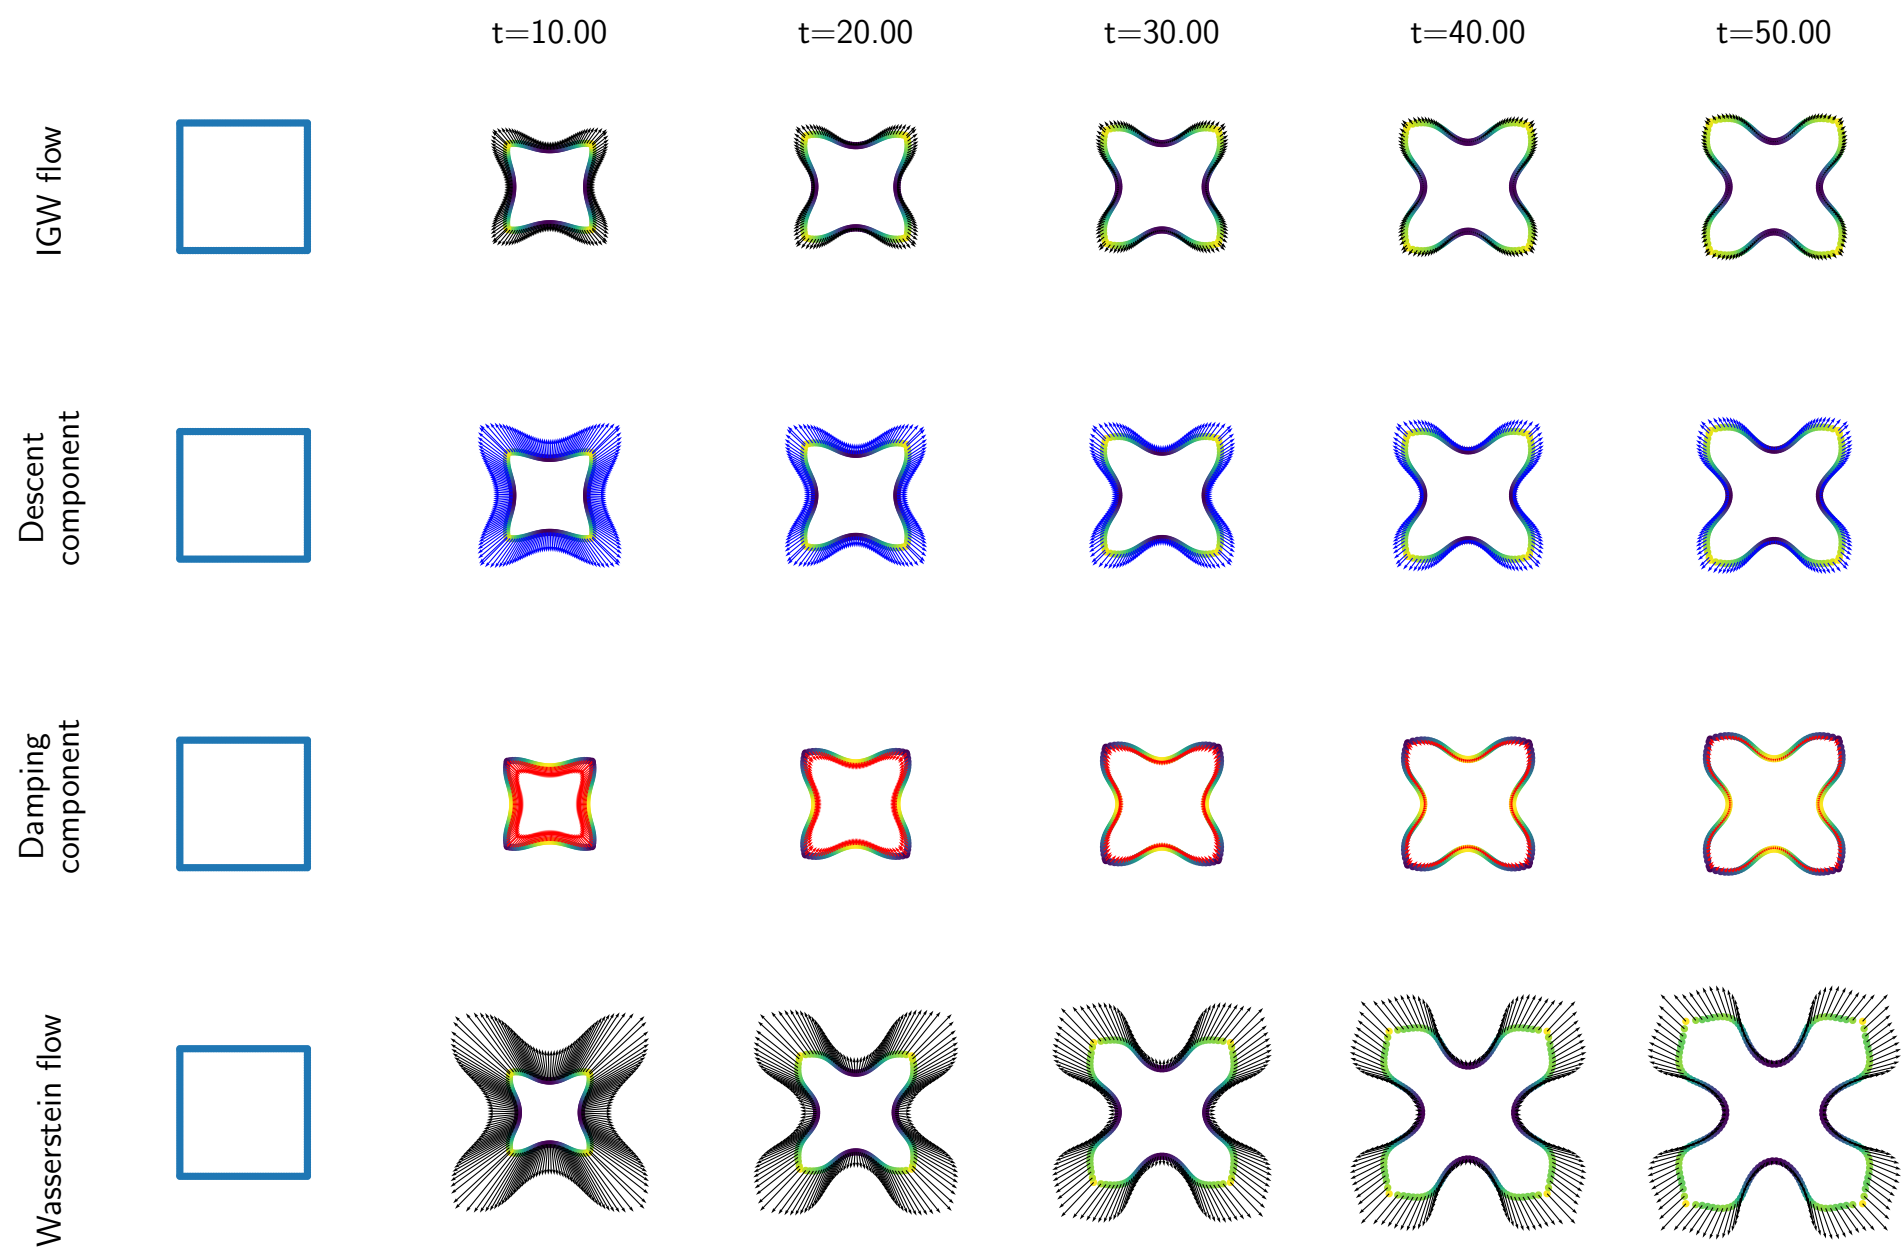 t=10.00
t=20.00
t=30.00
t=40.00
t=50.00
IGW flow
Descent
component
Damping
component
Wasserstein flow